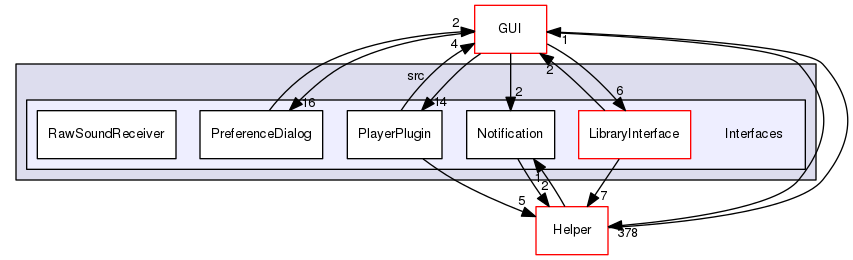 GUI
2
4
1
src
2
6
16
14
2
RawSoundReceiver
PreferenceDialog
PlayerPlugin
Notification
LibraryInterface
Interfaces
1
2
5
7
Helper
378